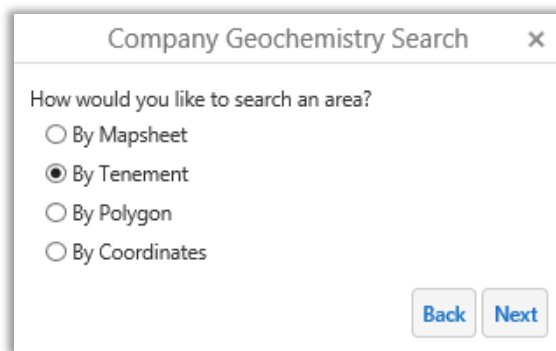 Company Geochemistry Search ×
How would you like to search an area?
By Mapsheet
By Tenement
By Polygon
By Coordinates
Back Next